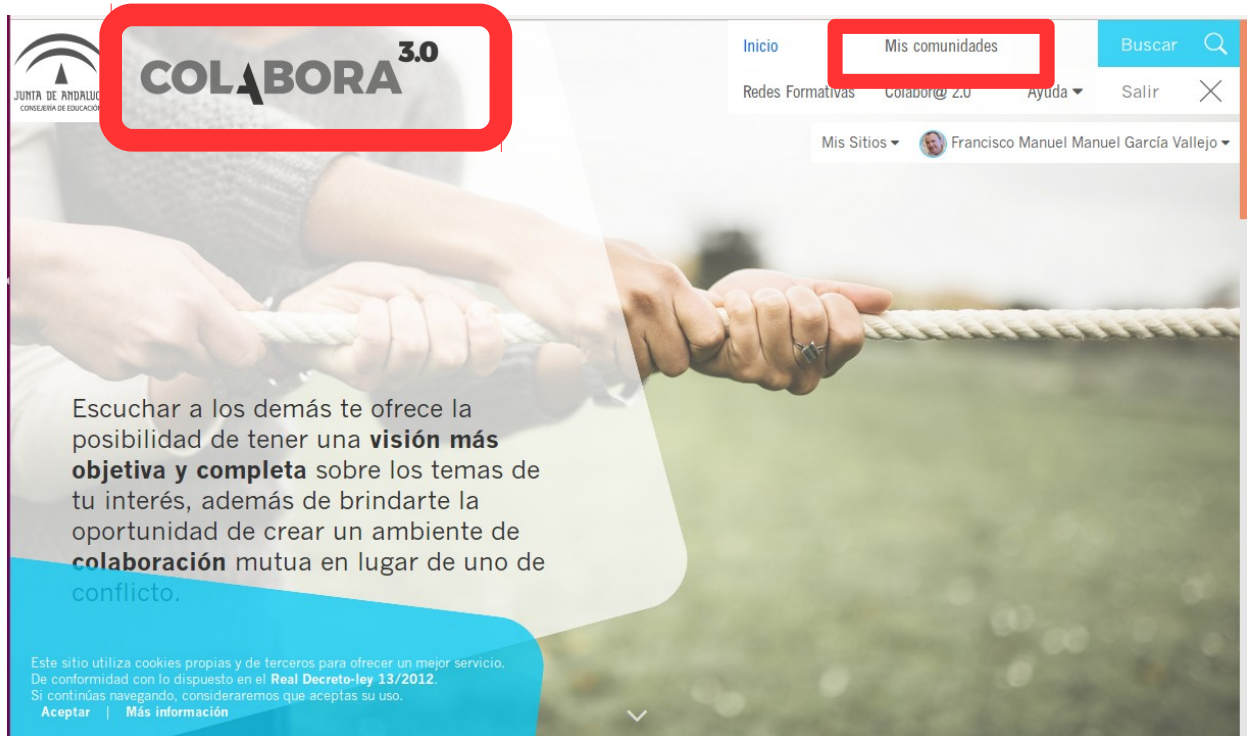 JUNTA DE ANDALUC
CONSEJERÍA DE EDUCACIÓN
COLABORA 3.0
Inicio Mis comunidades Buscar
Redes Formativas Colabor@ 2.0 Ayuda Salir
Mis Sitios Francisco Manuel Manuel García Vallejo
Escuchar a los demás te ofrece la
posibilidad de tener una visión más
objetiva y completa sobre los temas de
tu interés, además de brindarte la
oportunidad de crear un ambiente de
colaboración mutua en lugar de uno de
conflicto.
Este sitio utiliza cookies propias y de terceros para ofrecer un mejor servicio.
De conformidad con lo dispuesto en el Real Decreto-ley 13/2012.
Si continúas navegando, consideraremos que aceptas su uso.
Aceptar | Más información